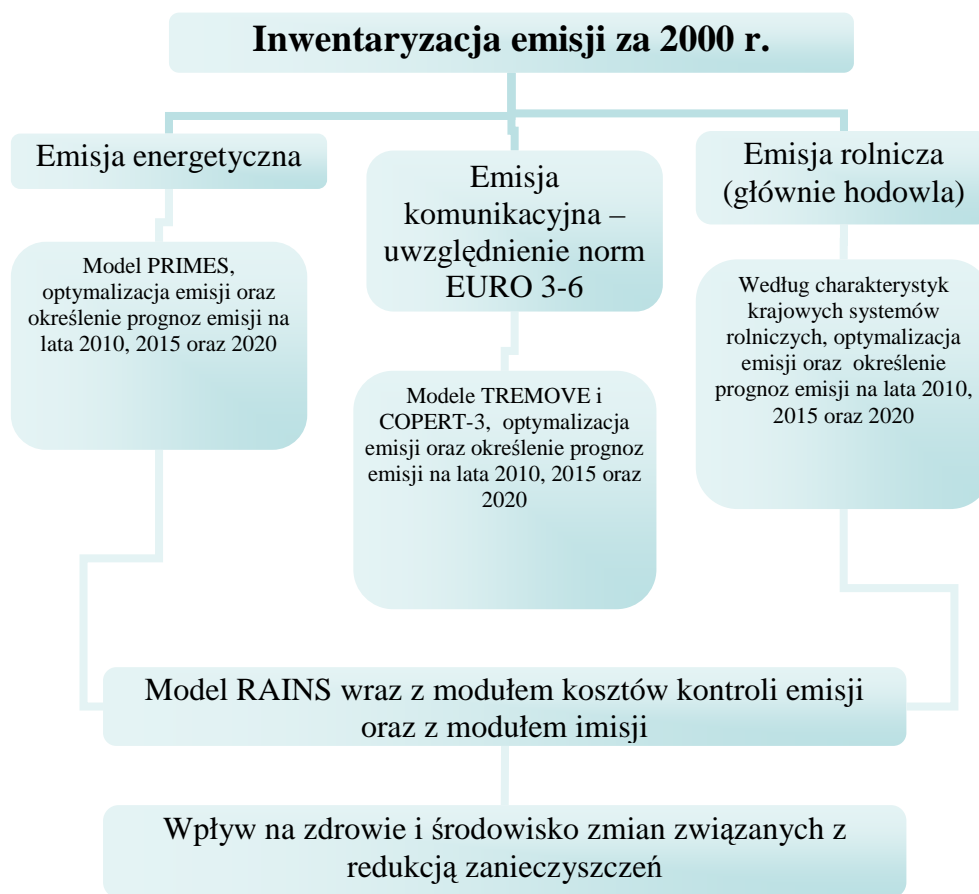 Inwentaryzacja emisji za 2000 r.
Emisja energetyczna
Emisja
komunikacyjna –
uwzględnienie norm
EURO 3-6
Emisja rolnicza
(głównie hodowla)
Model PRIMES,
optymalizacja emisji oraz
określenie prognoz emisji na
lata 2010, 2015 oraz 2020
Modele TREMOVE i
COPERT-3, optymalizacja
emisji oraz określenie prognoz
emisji na lata 2010, 2015 oraz
2020
Według charakterystyk
krajowych systemów
rolniczych, optymalizacja
emisji oraz określenie
prognoz emisji na lata 2010,
2015 oraz 2020
Model RAINS wraz z modułem kosztów kontroli emisji
oraz z modułem imisji
Wpływ na zdrowie i środowisko zmian związanych z
redukcją zanieczyszczeń